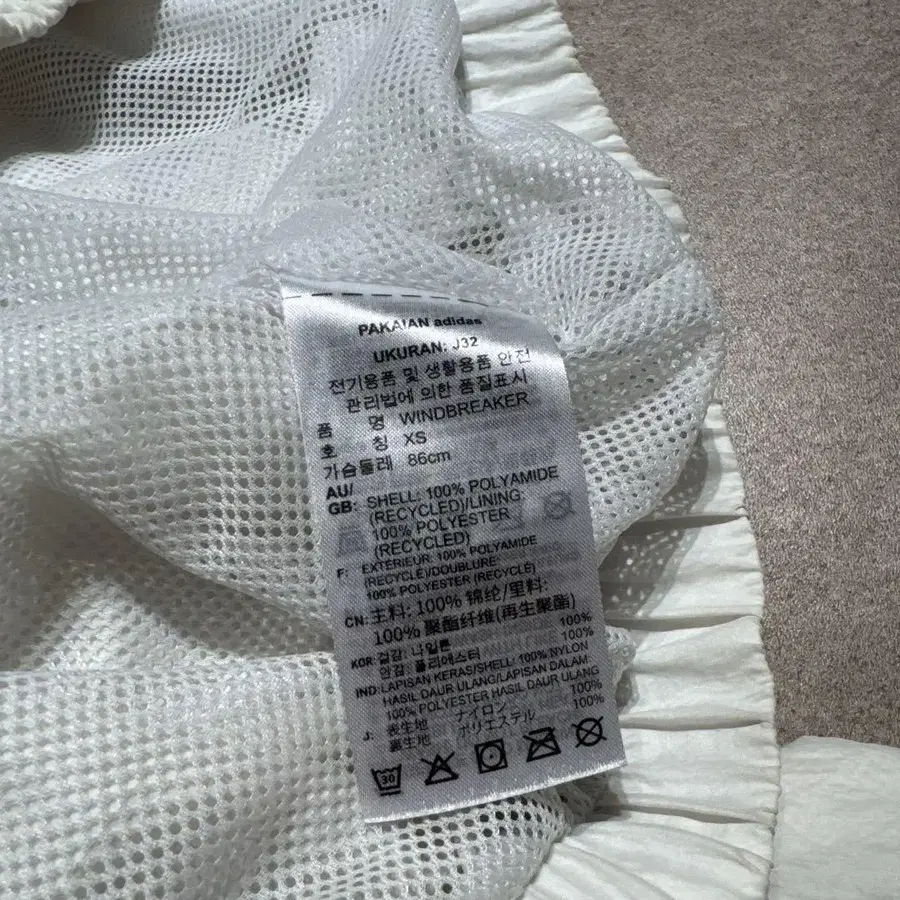 PAKAIAN adidas
UKURAN: J32
전기용품 및 생활용품 안전
관리법에 의한 품질표시
품 명 WINDBREAKER
호 칭 XS
가슴둘레 86cm
AU/
GB: SHELL: 100% POLYAMIDE
(RECYCLED)/LINING:
100% POLYESTER
(RECYCLED)
F: EXTERIEUR: 100% POLYAMIDE
(RECYCLÉ)/DOUBLURE:
100% POLYESTER (RECYCLÉ)
CN: 主料: 100% 锦纶/里料:
100% 聚酯纤维(再生聚酯)
KOR: 겉감: 나일론 100%
안감: 폴리에스터 100%
IND: LAPISAN KERAS/SHELL: 100% NYLON
HASIL DAUR ULANG/LAPISAN DALAM:
100% POLYESTER HASIL DAUR ULANG
J: 表生地 ナイロン 100%
裏生地 ポリエステル 100%
30